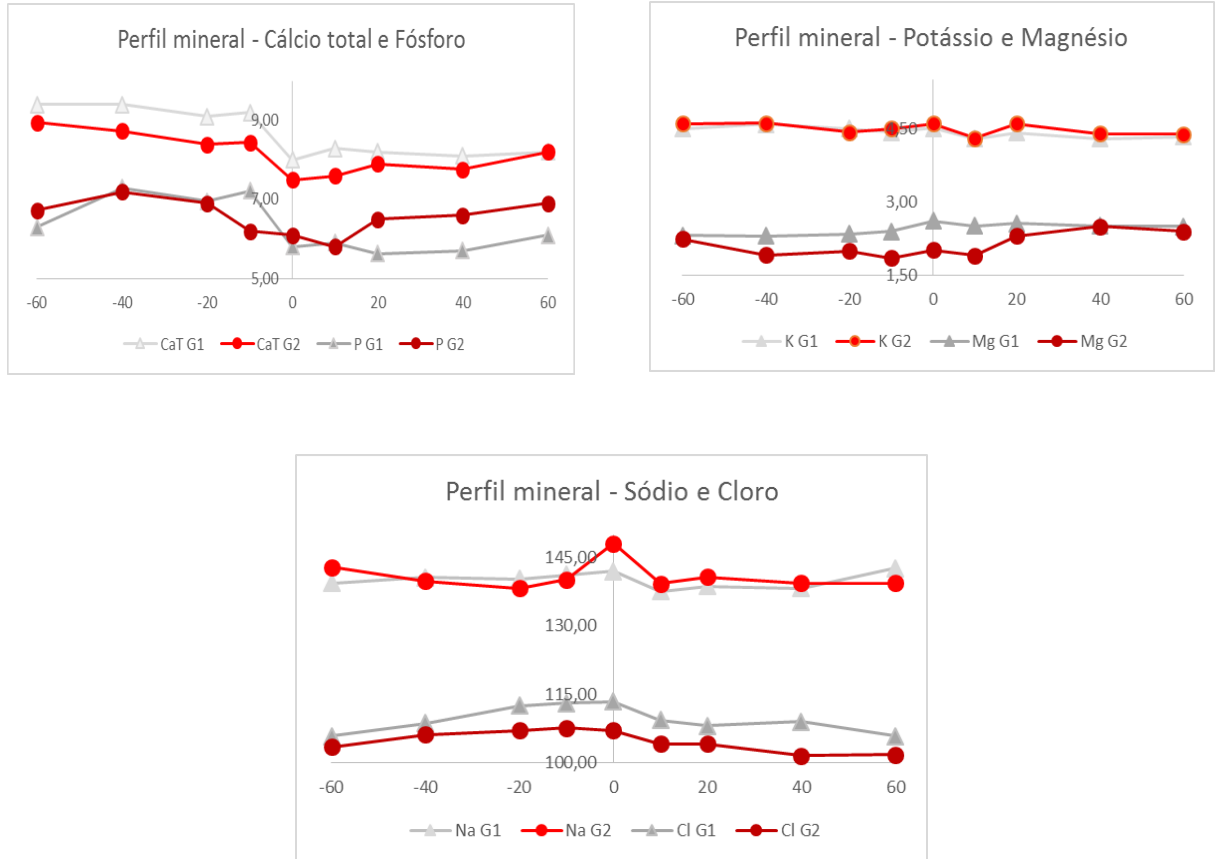 Perfil mineral - Cálcio total e Fósforo
9,00
7,00
5,00
-60 -40 -20 0 20 40 60
CaT G1 CaT G2 P G1 P G2
Perfil mineral - Potássio e Magnésio
4,50
3,00
1,50
-60 -40 -20 0 20 40 60
K G1 K G2 Mg G1 Mg G2
Perfil mineral - Sódio e Cloro
145,00
130,00
115,00
100,00
-60 -40 -20 0 20 40 60
Na G1 Na G2 Cl G1 Cl G2